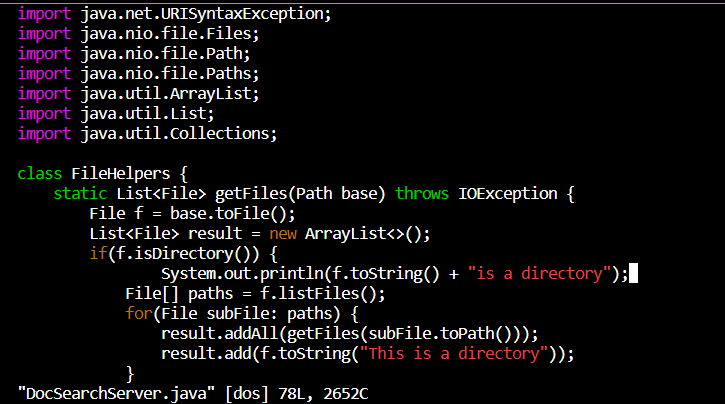 import java.net.URISyntaxException;
import java.nio.file.Files;
import java.nio.file.Path;
import java.nio.file.Paths;
import java.util.ArrayList;
import java.util.List;
import java.util.Collections;

class FileHelpers {
    static List<File> getFiles(Path base) throws IOException {
        File f = base.toFile();
        List<File> result = new ArrayList<>();
        if(f.isDirectory()) {
                System.out.println(f.toString() + "is a directory");
            File[] paths = f.listFiles();
            for(File subFile: paths) {
                result.addAll(getFiles(subFile.toPath()));
                result.add(f.toString("This is a directory"));
            }
"DocSearchServer.java" [dos] 78L, 2652C